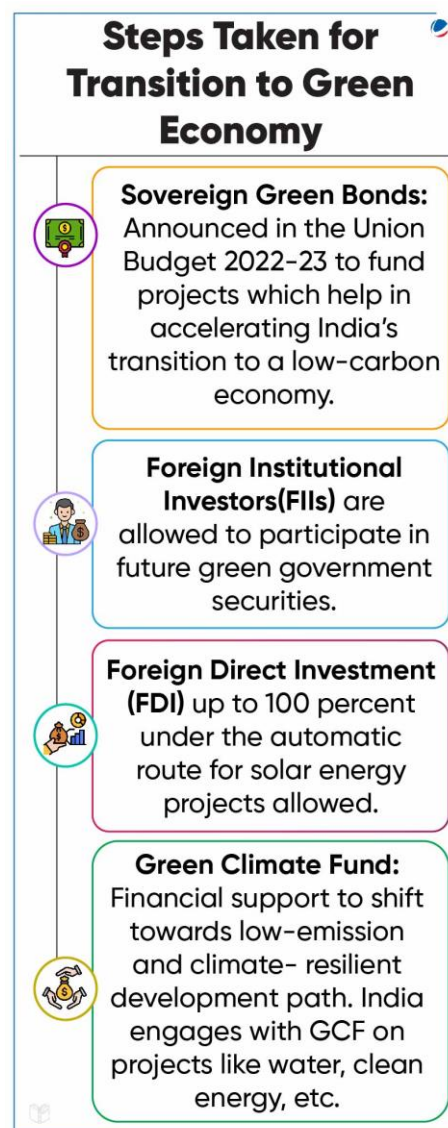 Steps Taken for
Transition to Green
Economy
Sovereign Green Bonds:
Announced in the Union
Budget 2022-23 to fund
projects which help in
accelerating India's
transition to a low-carbon
economy.
Foreign Institutional
Investors(FIIs) are
allowed to participate in
future green government
securities.
Foreign Direct Investment
(FDI) up to 100 percent
under the automatic
route for solar energy
projects allowed.
Green Climate Fund:
Financial support to shift
towards low-emission
and climate- resilient
development path. India
engages with GCF on
projects like water, clean
energy, etc.